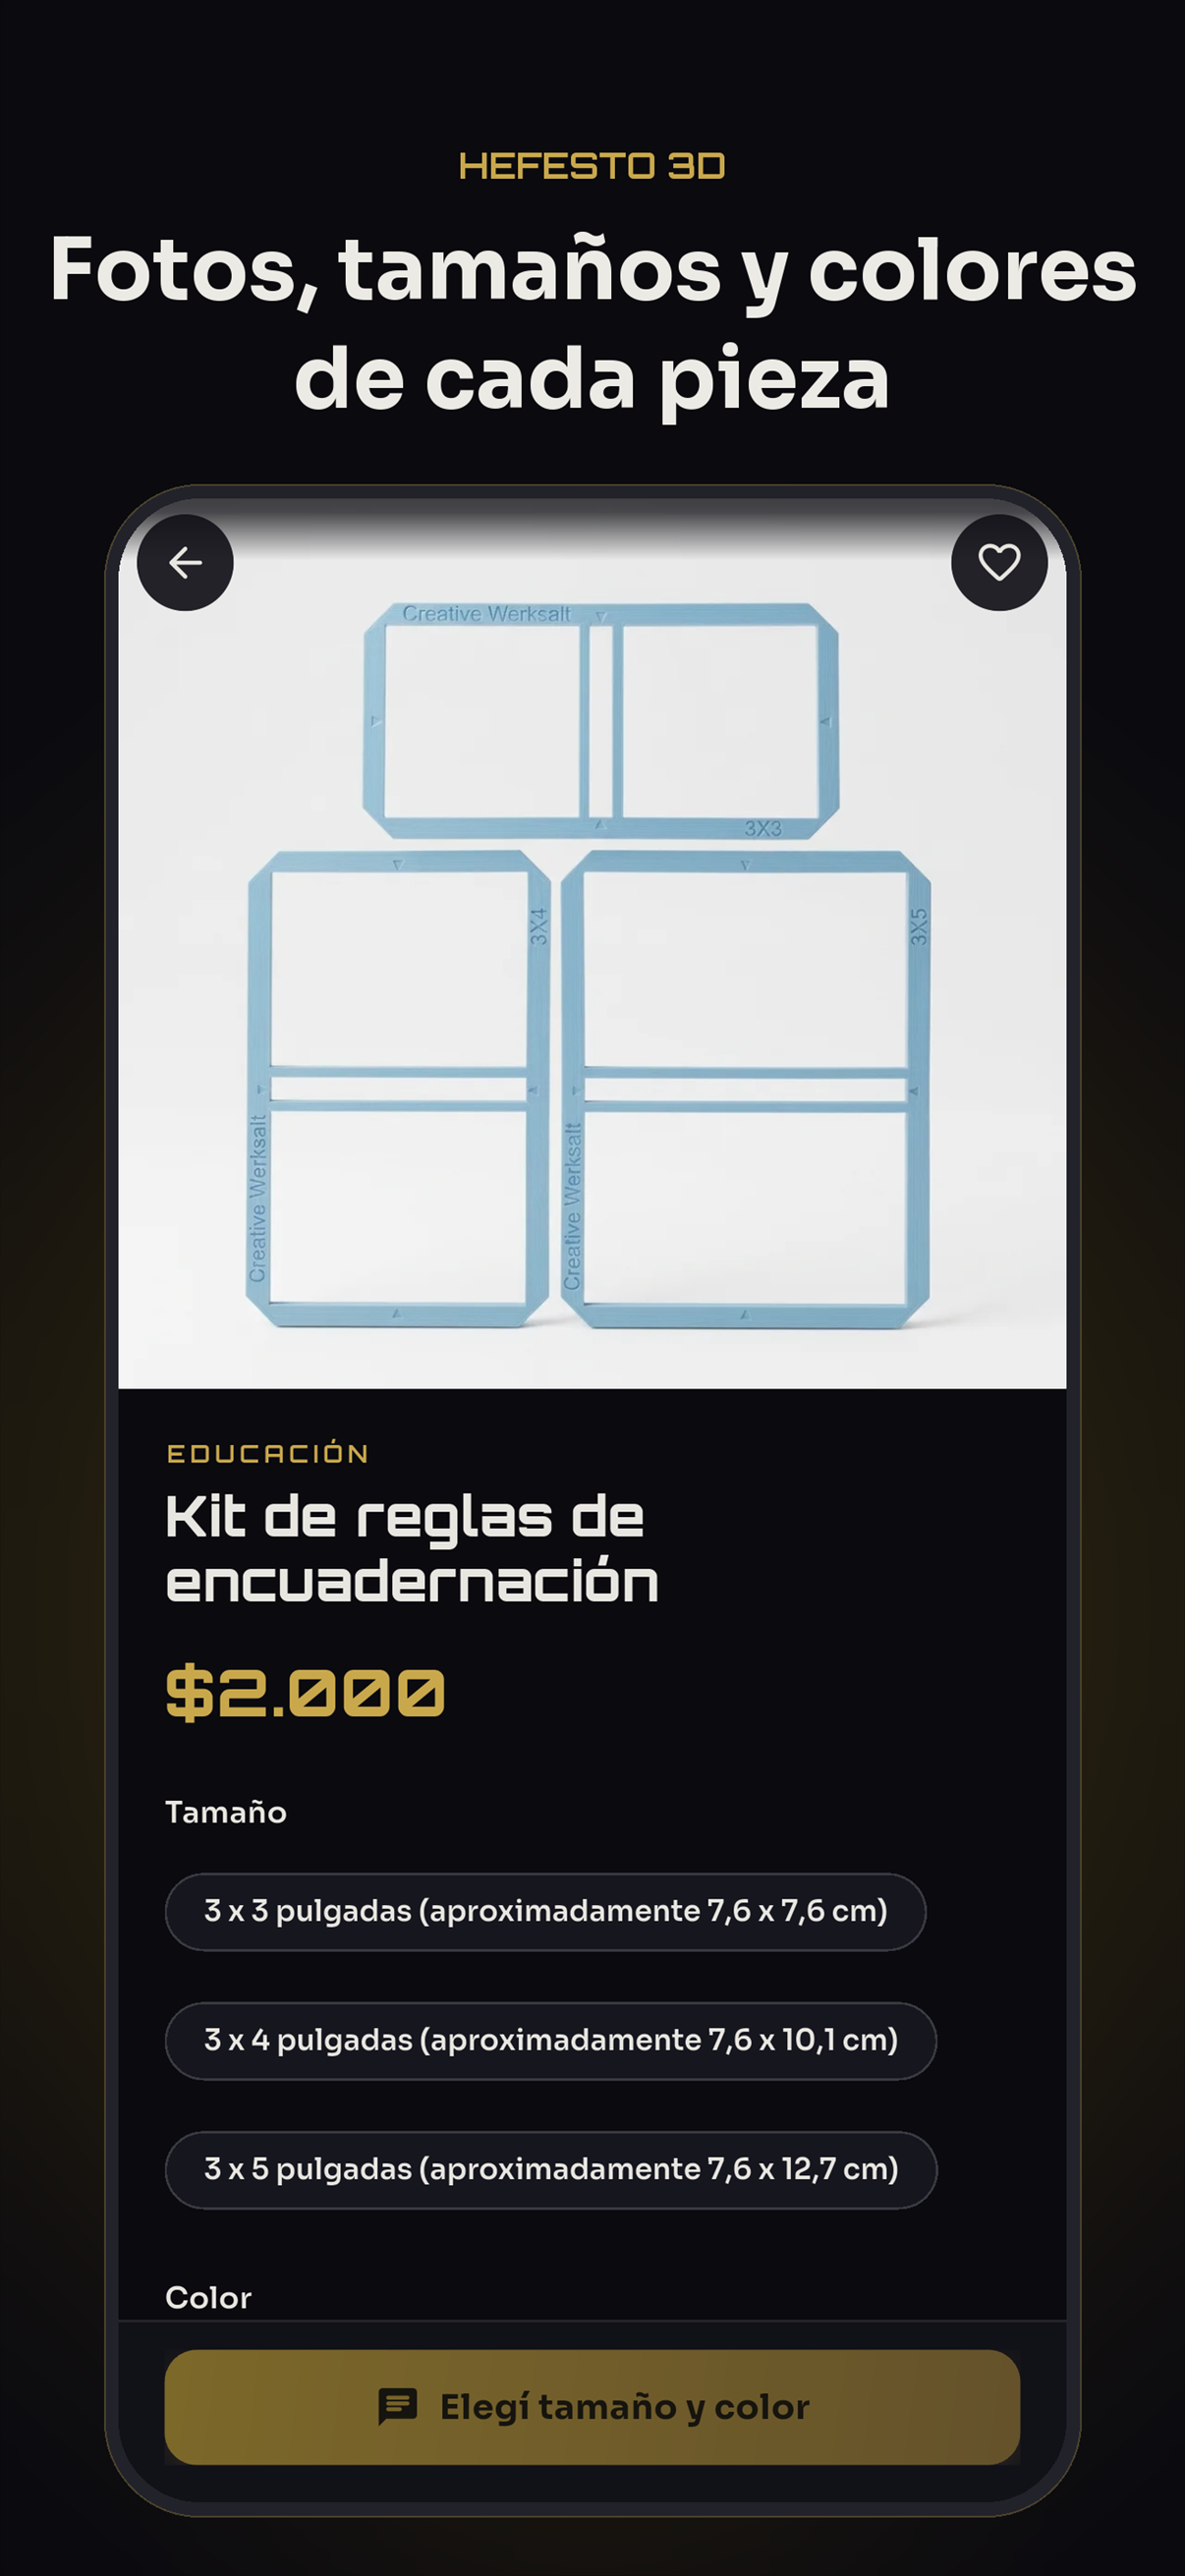 HEFESTO 3D
Fotos, tamaños y colores
de cada pieza
Creative Werksalt
3X3
3X4
3X5
Creative Werksalt
Creative Werksalt
EDUCACIÓN
Kit de reglas de
encuadernación
$2.000
Tamaño
3 x 3 pulgadas (aproximadamente 7,6 x 7,6 cm)
3 x 4 pulgadas (aproximadamente 7,6 x 10,1 cm)
3 x 5 pulgadas (aproximadamente 7,6 x 12,7 cm)
Color
Elegí tamaño y color